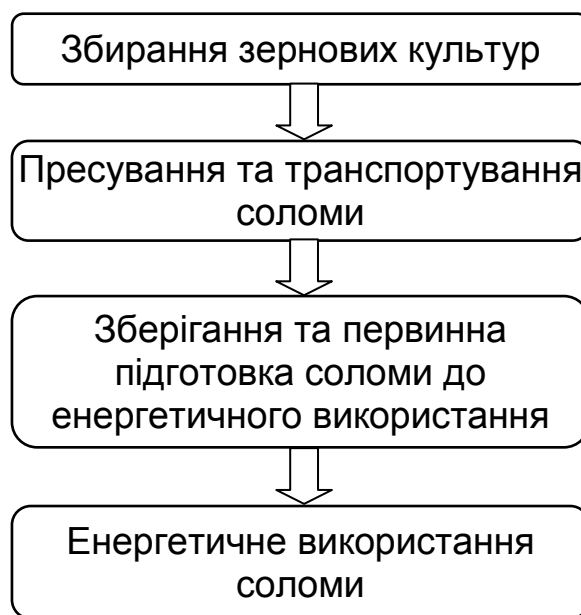 Збирання зернових культур
Пресування та транспортування
соломи
Зберігання та первинна
підготовка соломи до
енергетичного використання
Енергетичне використання
соломи